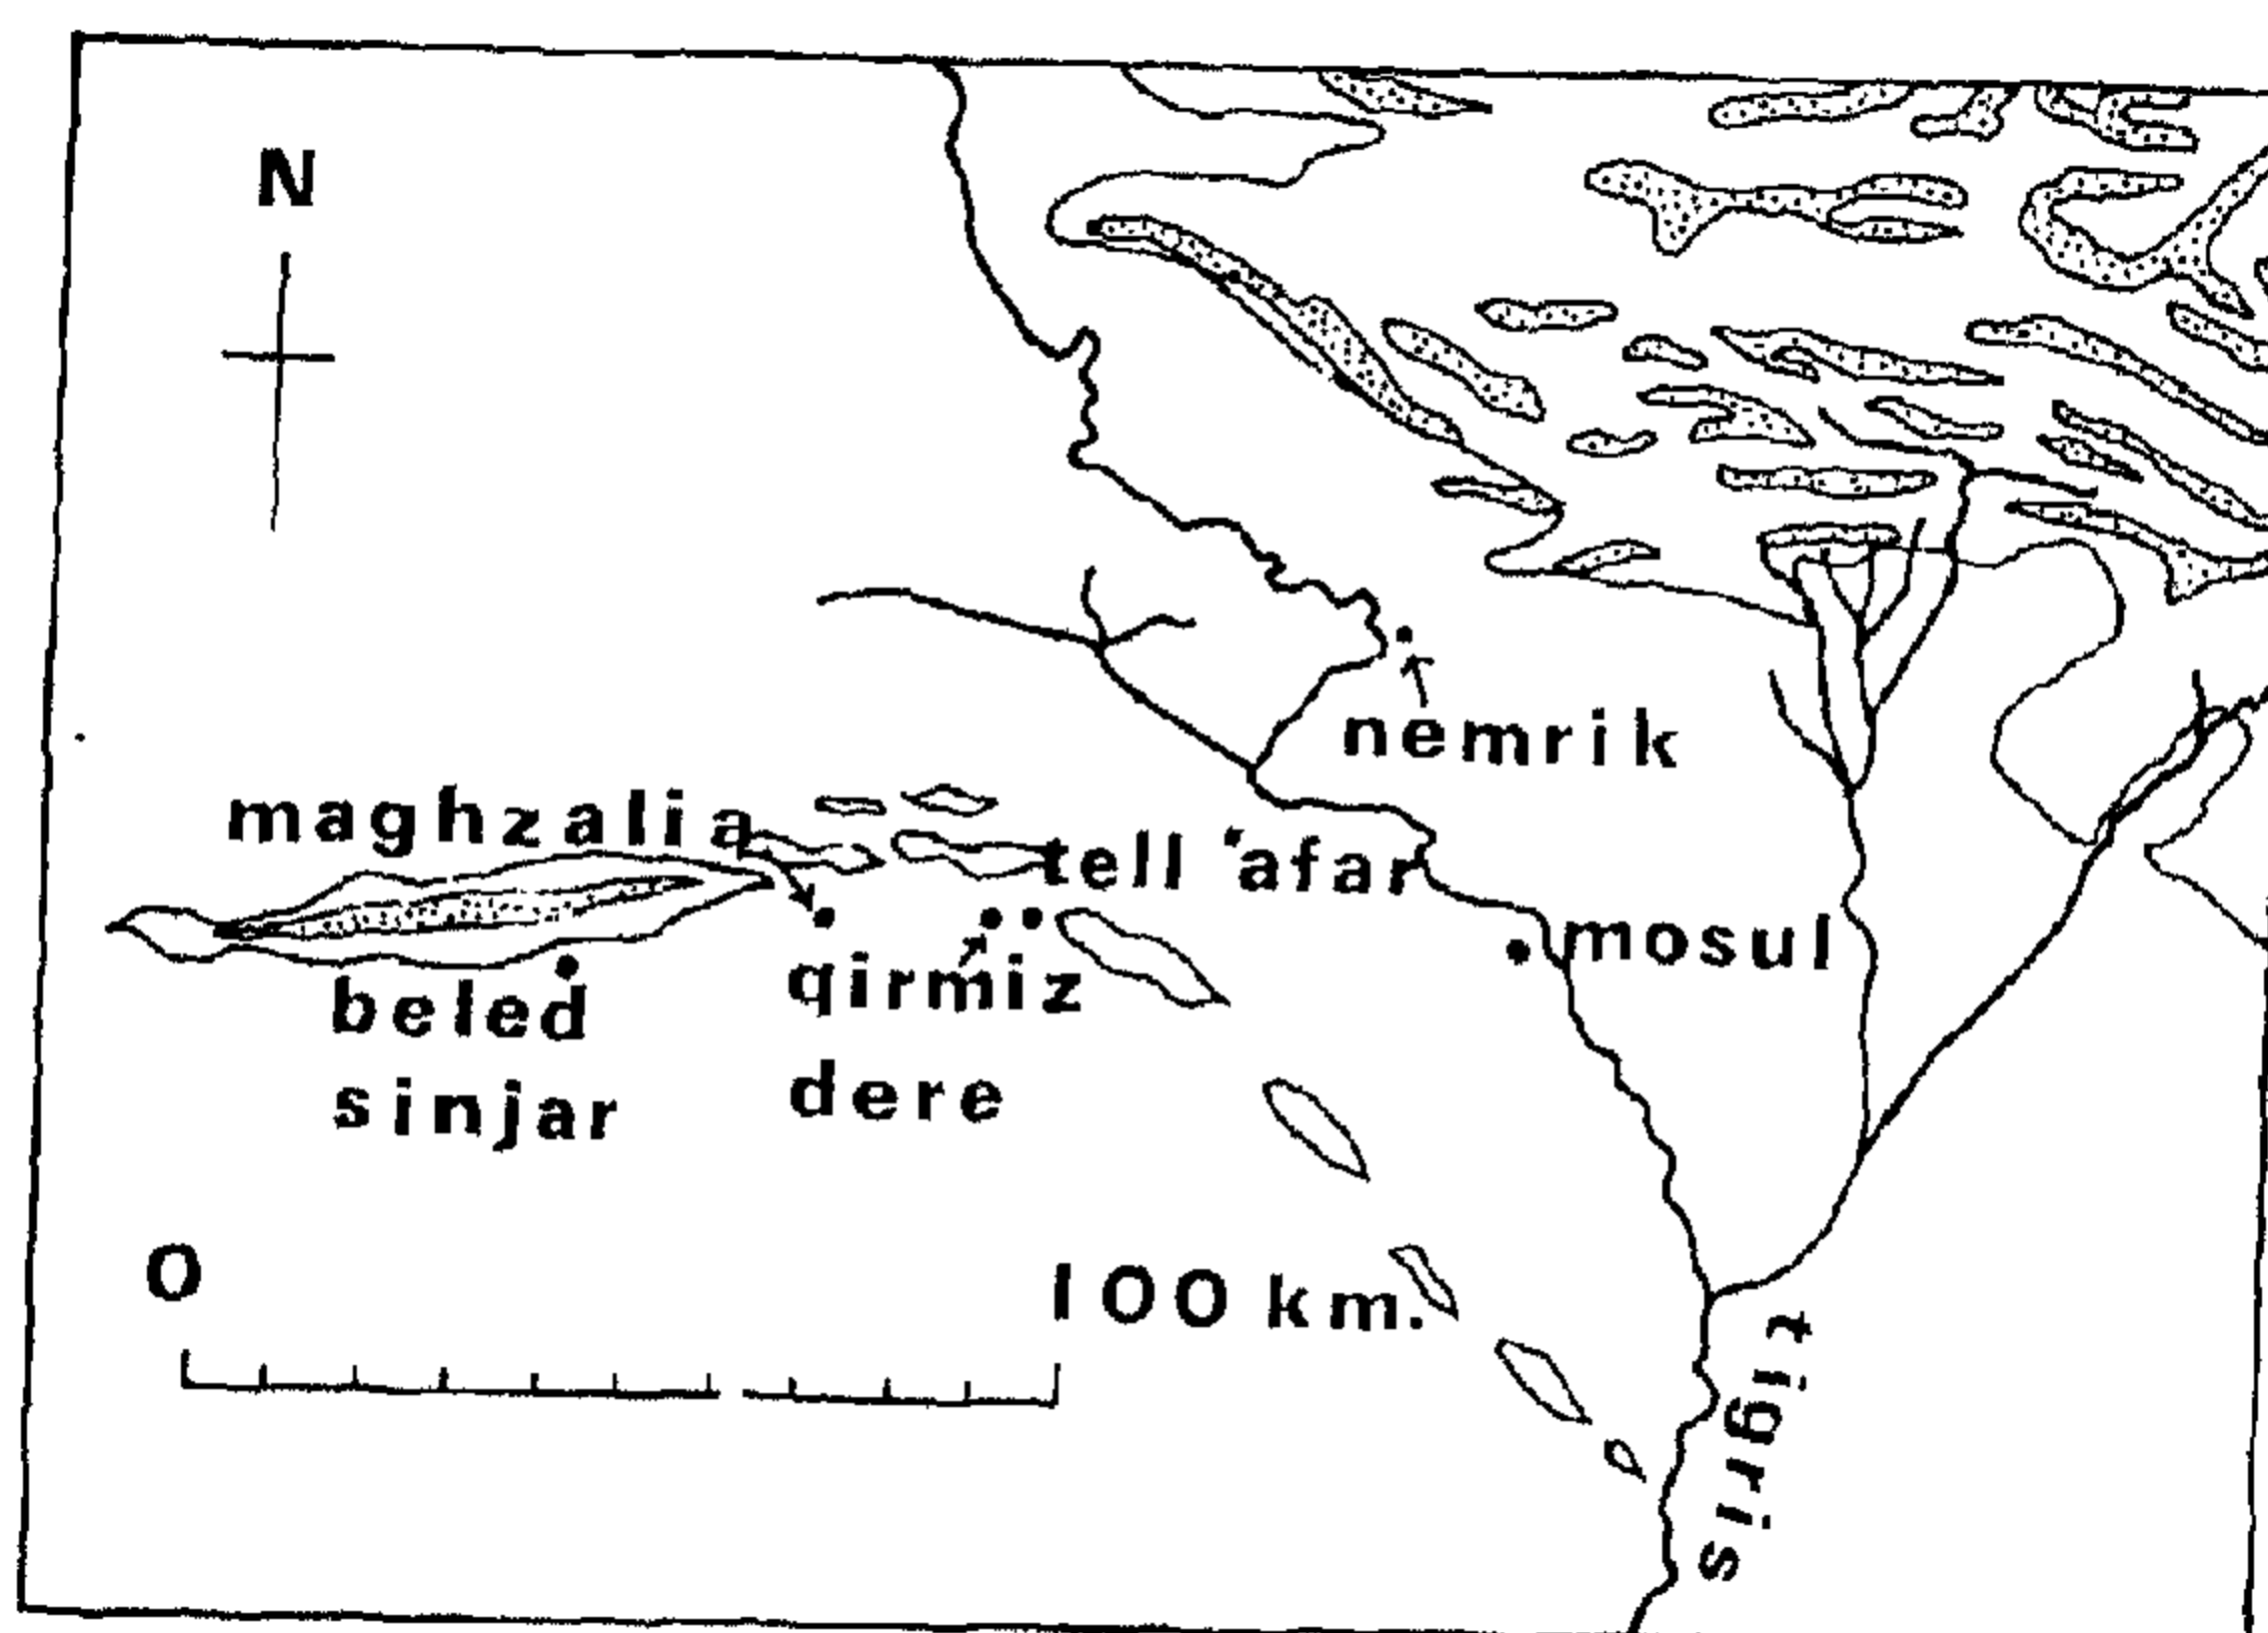 N
nemrik
maghzalia
tell 'afar
mosul
qirmiz
dere
beled
sinjar
0
100 km.
tigris